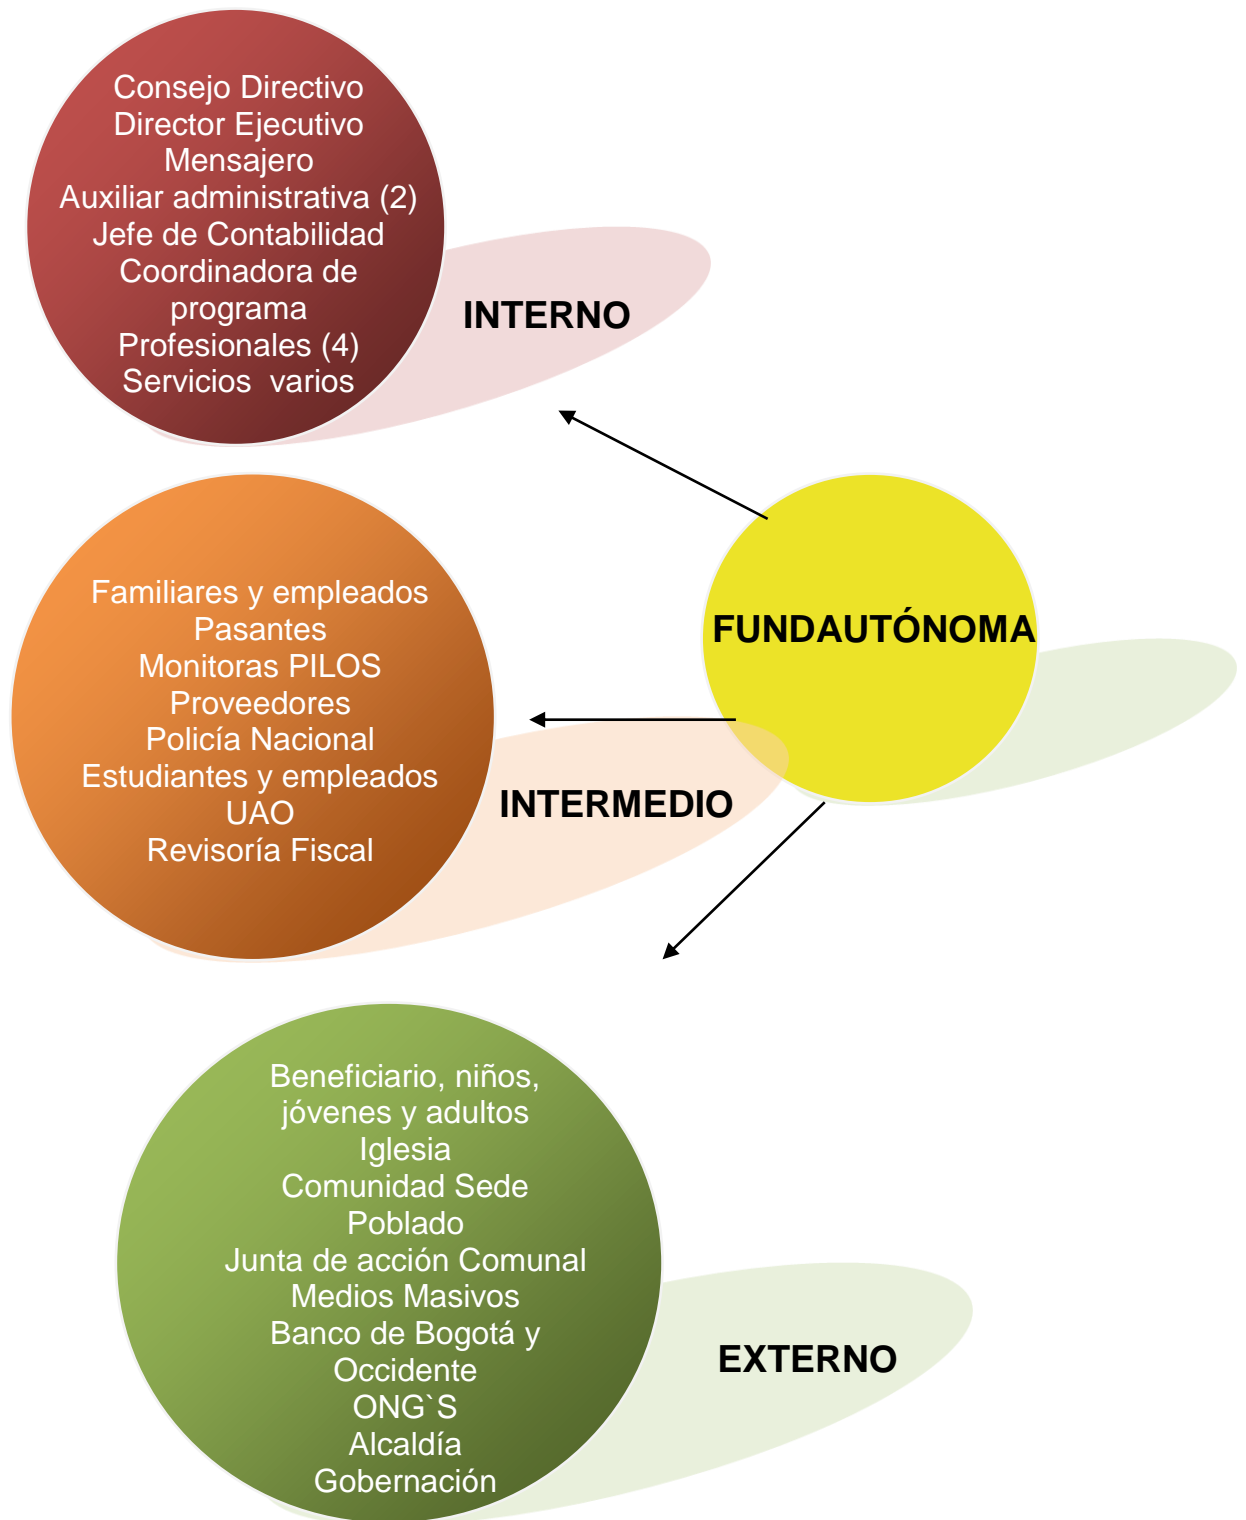 Consejo Directivo
Director Ejecutivo
Mensajero
Auxiliar administrativa (2)
Jefe de Contabilidad
Coordinadora de
programa
Profesionales (4)
Servicios varios
INTERNO
Familiares y empleados
Pasantes
Monitoras PILOS
Proveedores
Policía Nacional
Estudiantes y empleados
UAO
Revisoría Fiscal
INTERMEDIO
FUNDAUTÓNOMA
Beneficiario, niños,
jóvenes y adultos
Iglesia
Comunidad Sede
Poblado
Junta de acción Comunal
Medios Masivos
Banco de Bogotá y
Occidente
ONG`S
Alcaldía
Gobernación
EXTERNO